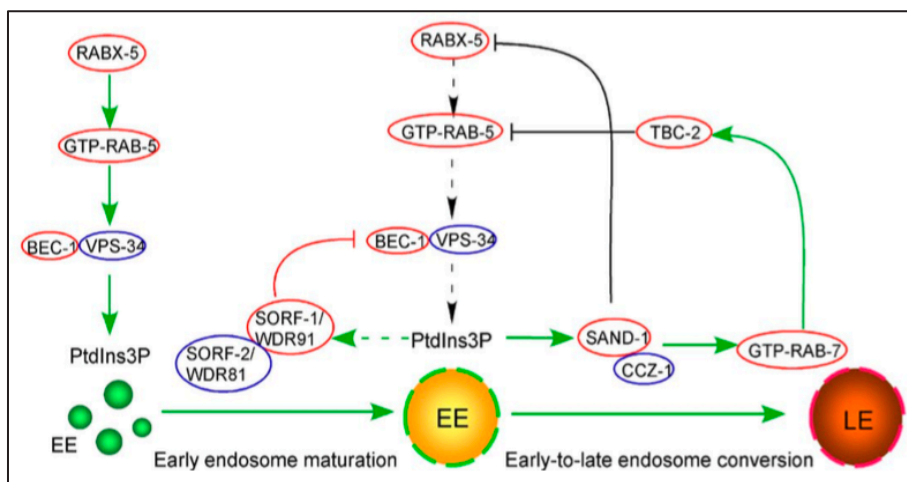 RABX-5
GTP-RAB-5
BEC-1 VPS-34
PtdIns3P
EE
Early endosome maturation
RABX-5
GTP-RAB-5
TBC-2
BEC-1 VPS-34
SORF-1/
WDR91
SORF-2/
WDR81
PtdIns3P
SAND-1
CCZ-1
GTP-RAB-7
EE
Early-to-late endosome conversion
LE